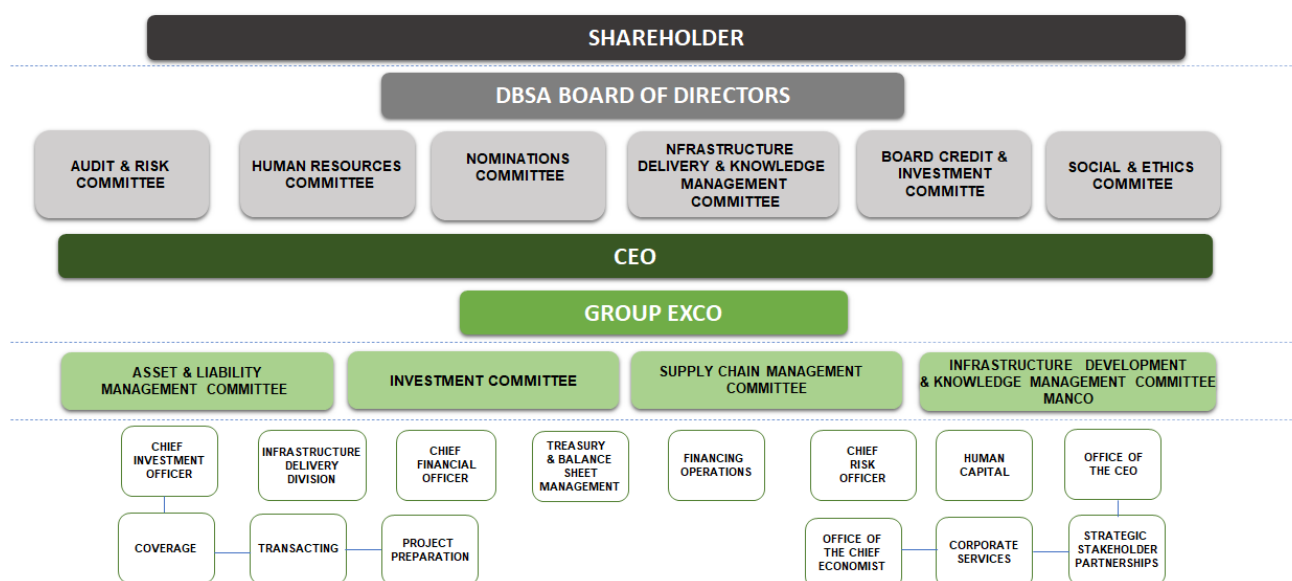 SHAREHOLDER
DBSA BOARD OF DIRECTORS
AUDIT & RISK
COMMITTEE
HUMAN RESOURCES
COMMITTEE
NOMINATIONS
COMMITTEE
NFRASTRUCTURE
DELIVERY & KNOWLEDGE
MANAGEMENT
COMMITTEE
BOARD CREDIT &
INVESTMENT
COMMITTE
SOCIAL & ETHICS
COMMITEE
CEO
GROUP EXCO
ASSET & LIABILITY
MANAGEMENT COMMITTEE
INVESTMENT COMMITTEE
SUPPLY CHAIN MANAGEMENT
COMMITTEE
INFRASTRUCTURE DEVELOPMENT
& KNOWLEDGE MANAGEMENT COMMITTEE
MANCO
CHIEF
INVESTMENT
OFFICER
INFRASTRUCTURE
DELIVERY
DIVISION
CHIEF
FINANCIAL
OFFICER
TREASURY
& BALANCE
SHEET
MANAGEMENT
FINANCING
OPERATIONS
CHIEF
RISK
OFFICER
HUMAN
CAPITAL
OFFICE OF
THE CEO
COVERAGE
TRANSACTING
PROJECT
PREPARATION
OFFICE OF
THE CHIEF
ECONOMIST
CORPORATE
SERVICES
STRATEGIC
STAKEHOLDER
PARTNERSHIPS